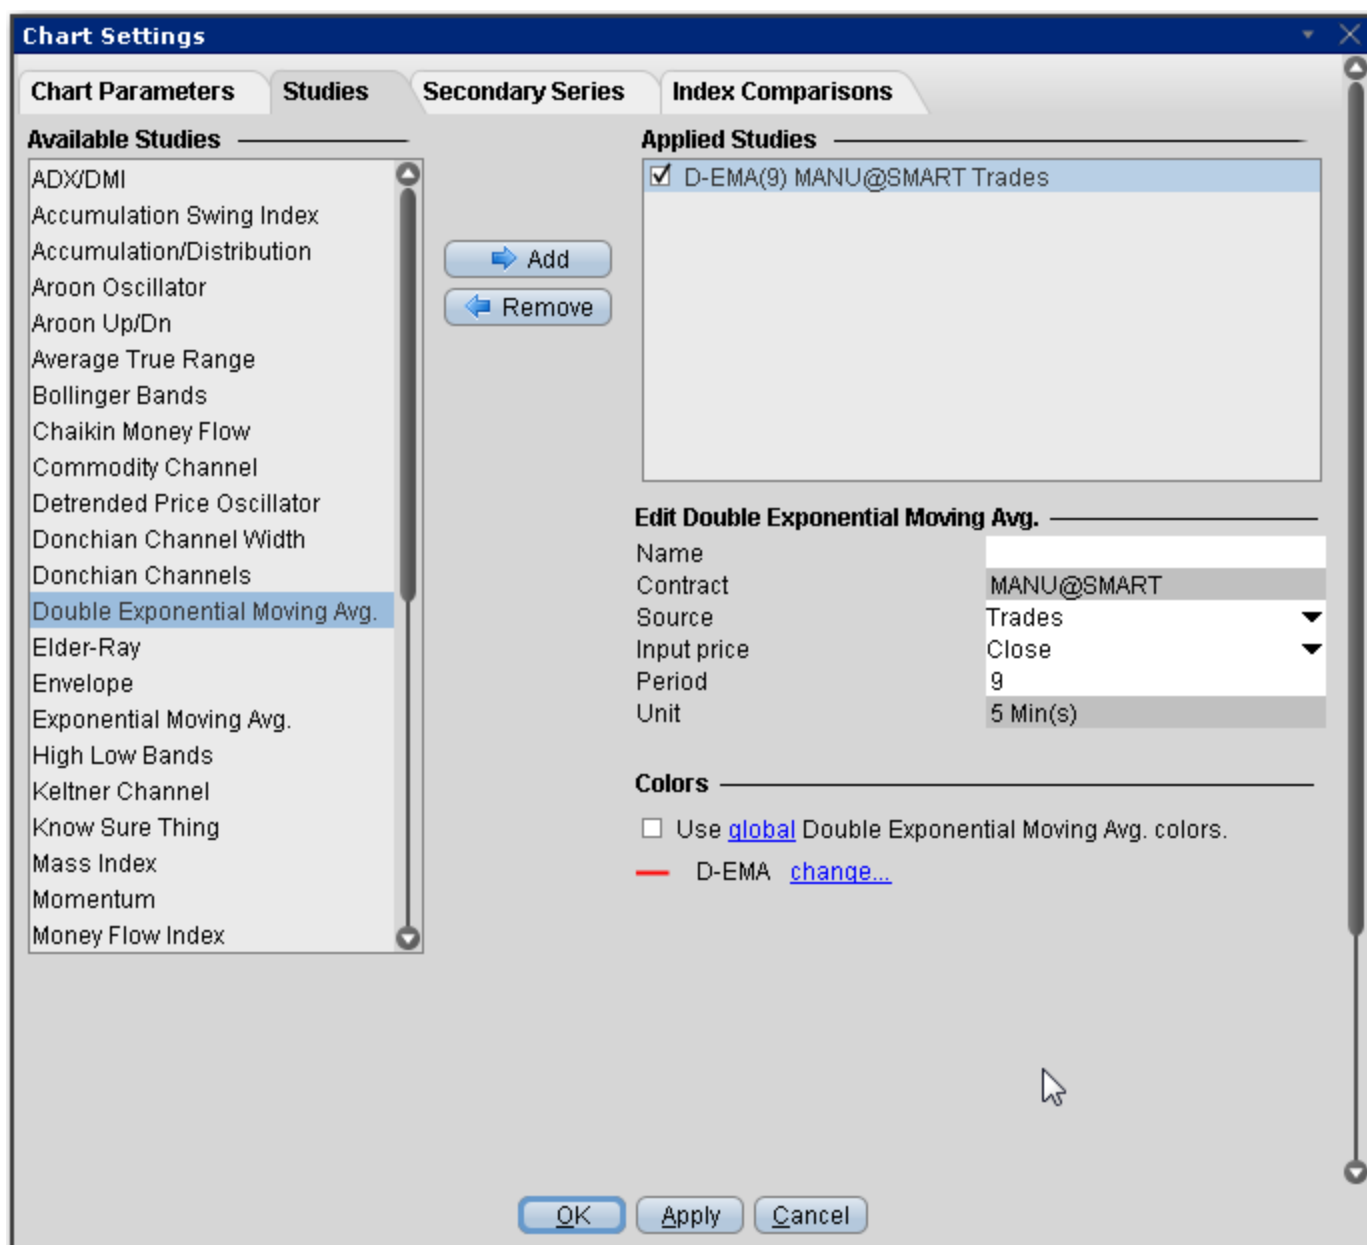 Chart Settings
Chart Parameters
Studies
Secondary Series
Index Comparisons
Available Studies
ADX/DMI
Accumulation Swing Index
Accumulation/Distribution
Aroon Oscillator
Aroon Up/Dn
Average True Range
Bollinger Bands
Chaikin Money Flow
Commodity Channel
Detrended Price Oscillator
Donchian Channel Width
Donchian Channels
Double Exponential Moving Avg.
Elder-Ray
Envelope
Exponential Moving Avg.
High Low Bands
Keltner Channel
Know Sure Thing
Mass Index
Momentum
Money Flow Index
Add
Remove
Applied Studies
D-EMA(9) MANU@SMART Trades
Edit Double Exponential Moving Avg.
Name
Contract MANU@SMART
Source Trades
Input price Close
Period 9
Unit 5 Min(s)
Colors
Use global Double Exponential Moving Avg. colors.
D-EMA change...
OK
Apply
Cancel